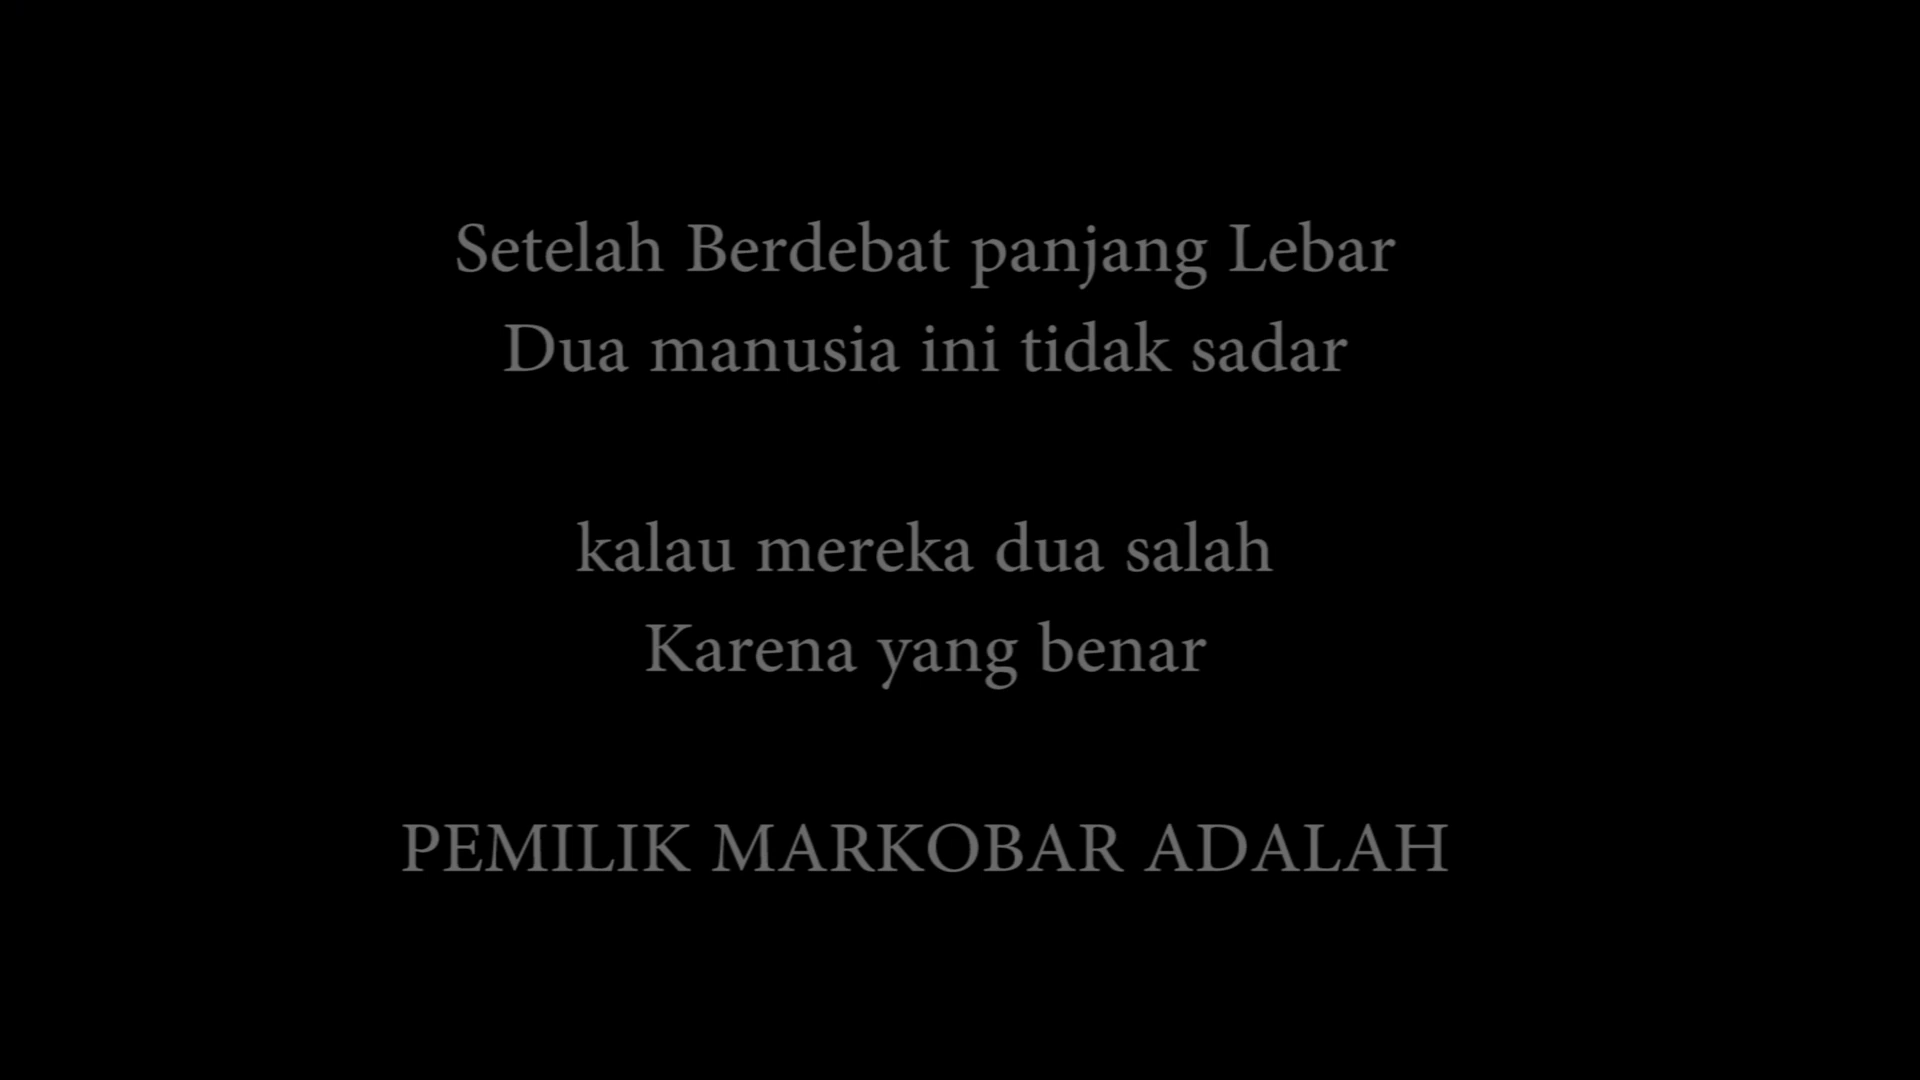 Setelah Berdebat panjang Lebar
Dua manusia ini tidak sadar
kalau mereka dua salah
Karena yang benar
PEMILIK MARKOBAR ADALAH